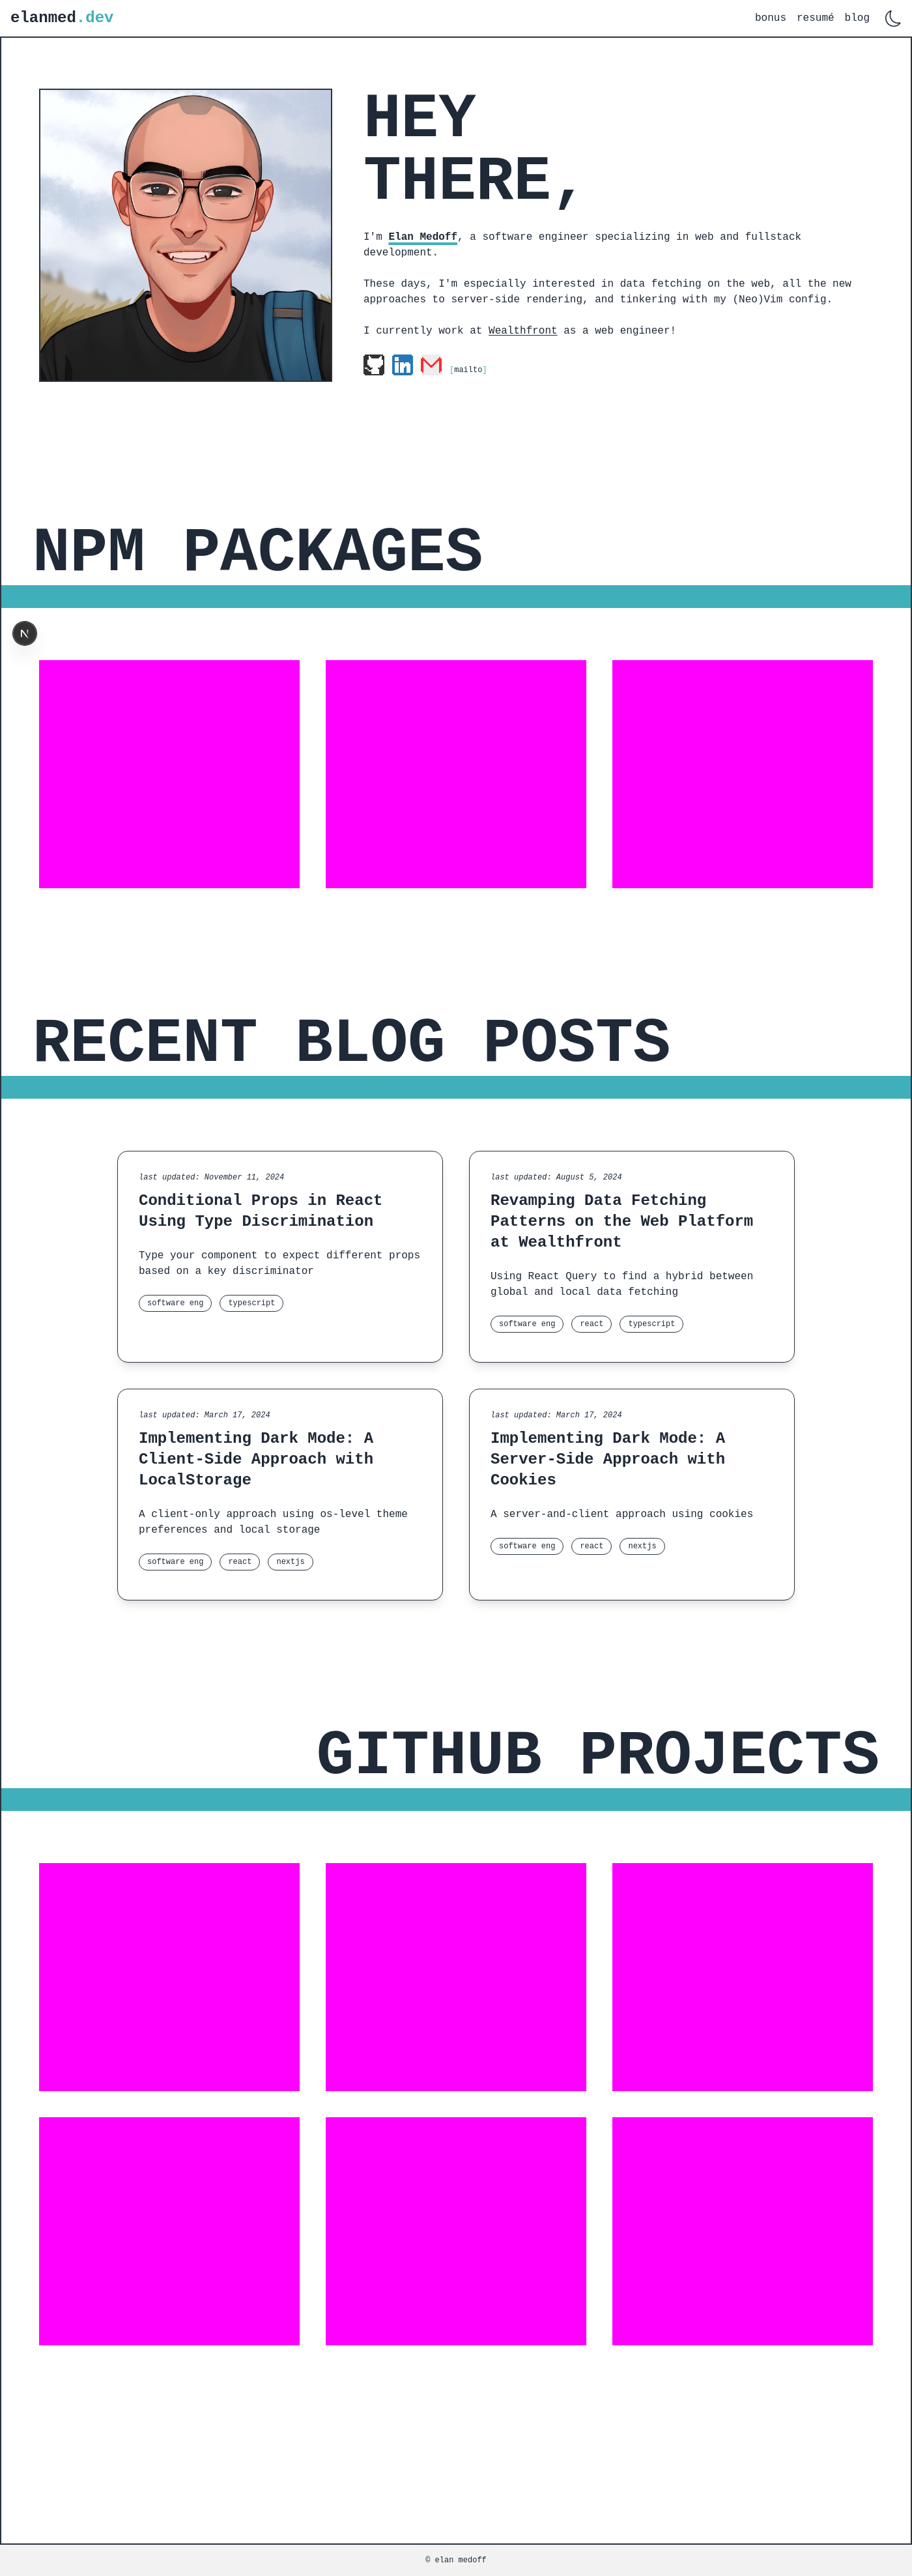 elanmed.dev
bonus resumé blog
HEY
THERE,
I'm Elan Medoff, a software engineer specializing in web and fullstack
development.
These days, I'm especially interested in data fetching on the web, all the new
approaches to server-side rendering, and tinkering with my (Neo)Vim config.
I currently work at Wealthfront as a web engineer!
[mailto]
NPM PACKAGES
N
RECENT BLOG POSTS
last updated: November 11, 2024
Conditional Props in React
Using Type Discrimination
Type your component to expect different props
based on a key discriminator
software eng typescript
last updated: August 5, 2024
Revamping Data Fetching
Patterns on the Web Platform
at Wealthfront
Using React Query to find a hybrid between
global and local data fetching
software eng react typescript
last updated: March 17, 2024
Implementing Dark Mode: A
Client-Side Approach with
LocalStorage
A client-only approach using os-level theme
preferences and local storage
software eng react nextjs
last updated: March 17, 2024
Implementing Dark Mode: A
Server-Side Approach with
Cookies
A server-and-client approach using cookies
software eng react nextjs
GITHUB PROJECTS
© elan medoff